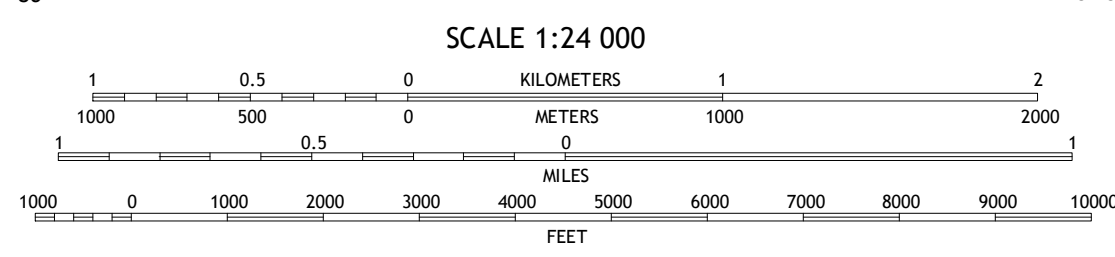 SCALE 1:24 000
1 0.5 0 KILOMETERS 1 2
1000 500 0 METERS 1000 2000
1 0.5 0 1
MILES
1000 0 1000 2000 3000 4000 5000 6000 7000 8000 9000 10000
FEET